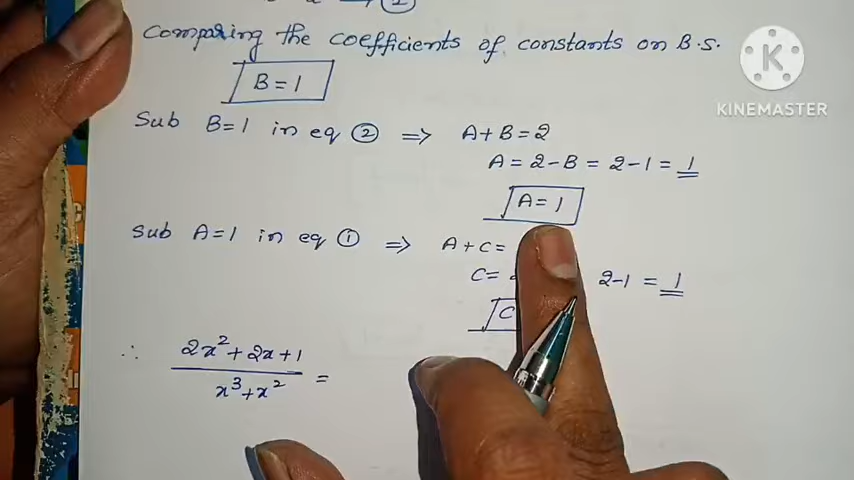 Comparing the coefficients of constants on B.S.
B=1
Sub B=1 in eq ② ⇒ A+B=2
A=2-B=2-1=1
A=1
Sub A=1 in eq ① ⇒ A+C=
C= 2-1=1
C
∴ 2x²+2x+1 / x³+x² =
K
KINEMASTER